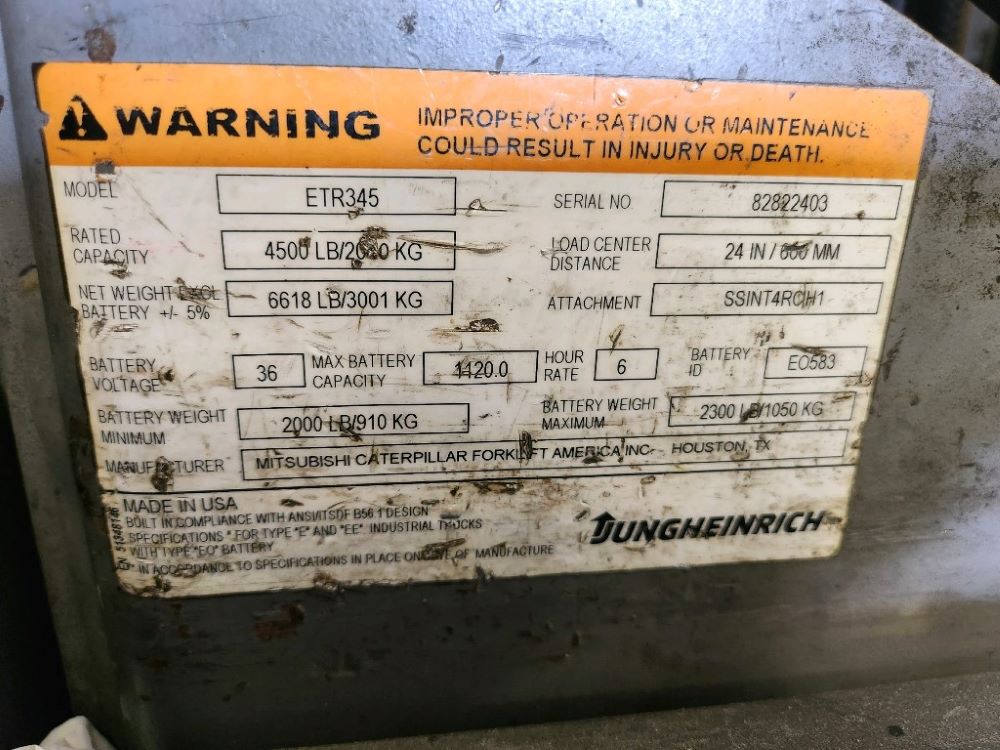 WARNING
IMPROPER OPERATION OR MAINTENANCE
COULD RESULT IN INJURY OR DEATH.
MODEL ETR345 SERIAL NO 82822403
RATED CAPACITY 4500 LB/2040 KG LOAD CENTER DISTANCE 24 IN / 600 MM
NET WEIGHT EXCL BATTERY +/- 5% 6618 LB/3001 KG ATTACHMENT SSINT4RC/H1
BATTERY VOLTAGE 36 MAX BATTERY CAPACITY 1120.0 HOUR RATE 6 BATTERY ID EO583
BATTERY WEIGHT MINIMUM 2000 LB/910 KG BATTERY WEIGHT MAXIMUM 2300 LB/1050 KG
MANUFACTURER MITSUBISHI CATERPILLAR FORKLIFT AMERICA INC. HOUSTON, TX
MADE IN USA
BUILT IN COMPLIANCE WITH ANSI/ITSDF B56.1 DESIGN
SPECIFICATIONS * FOR TYPE "E" AND "EE" INDUSTRIAL TRUCKS
WITH TYPE "EO" BATTERY
* IN ACCORDANCE TO SPECIFICATIONS IN PLACE ON DATE OF MANUFACTURE
JUNGHEINRICH